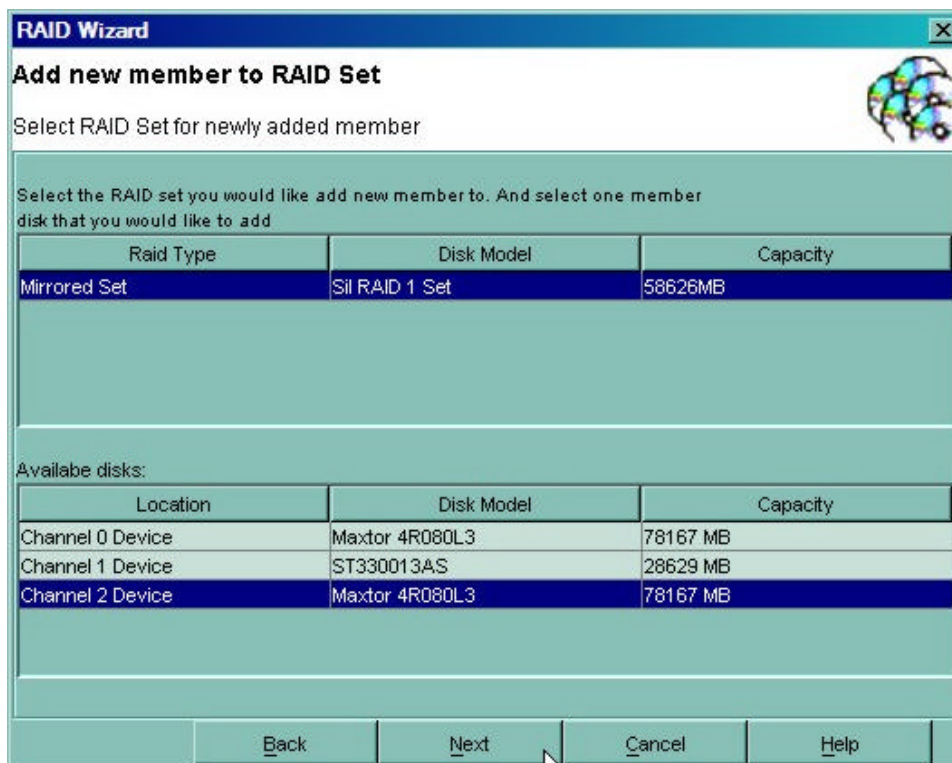 RAID Wizard
Add new member to RAID Set
Select RAID Set for newly added member
Select the RAID set you would like add new member to. And select one member
disk that you would like to add
Raid Type Disk Model Capacity
Mirrored Set Sil RAID 1 Set 58626MB
Availabe disks:
Location Disk Model Capacity
Channel 0 Device Maxtor 4R080L3 78167 MB
Channel 1 Device ST330013AS 28629 MB
Channel 2 Device Maxtor 4R080L3 78167 MB
Back Next Cancel Help